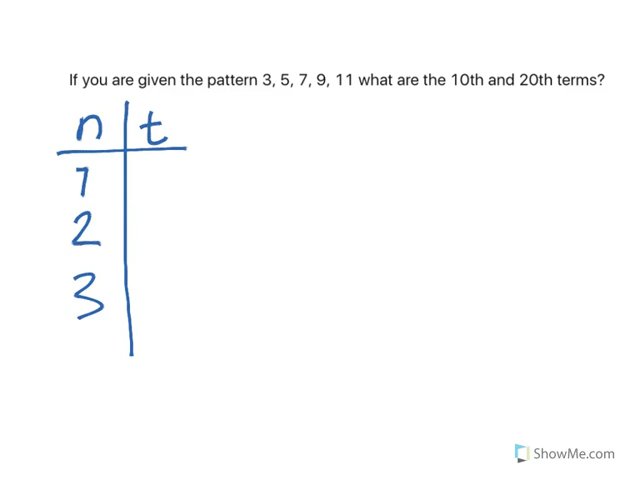 If you are given the pattern 3, 5, 7, 9, 11 what are the 10th and 20th terms?
n t
1
2
3
ShowMe.com